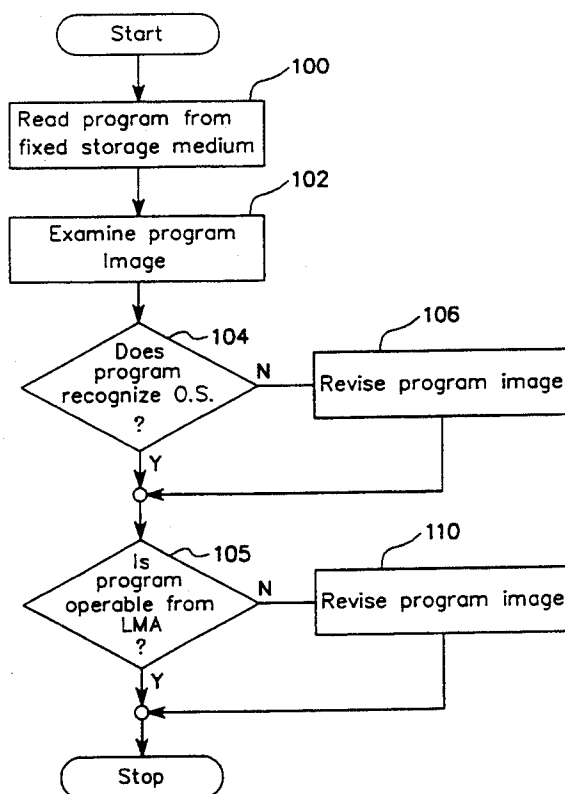 Start
100
Read program from
fixed storage medium
102
Examine program
Image
104
Does
program
recognize O.S.
?
N
106
Revise program image
Y
105
Is
program
operable from
LMA
?
N
110
Revise program image
Y
Stop